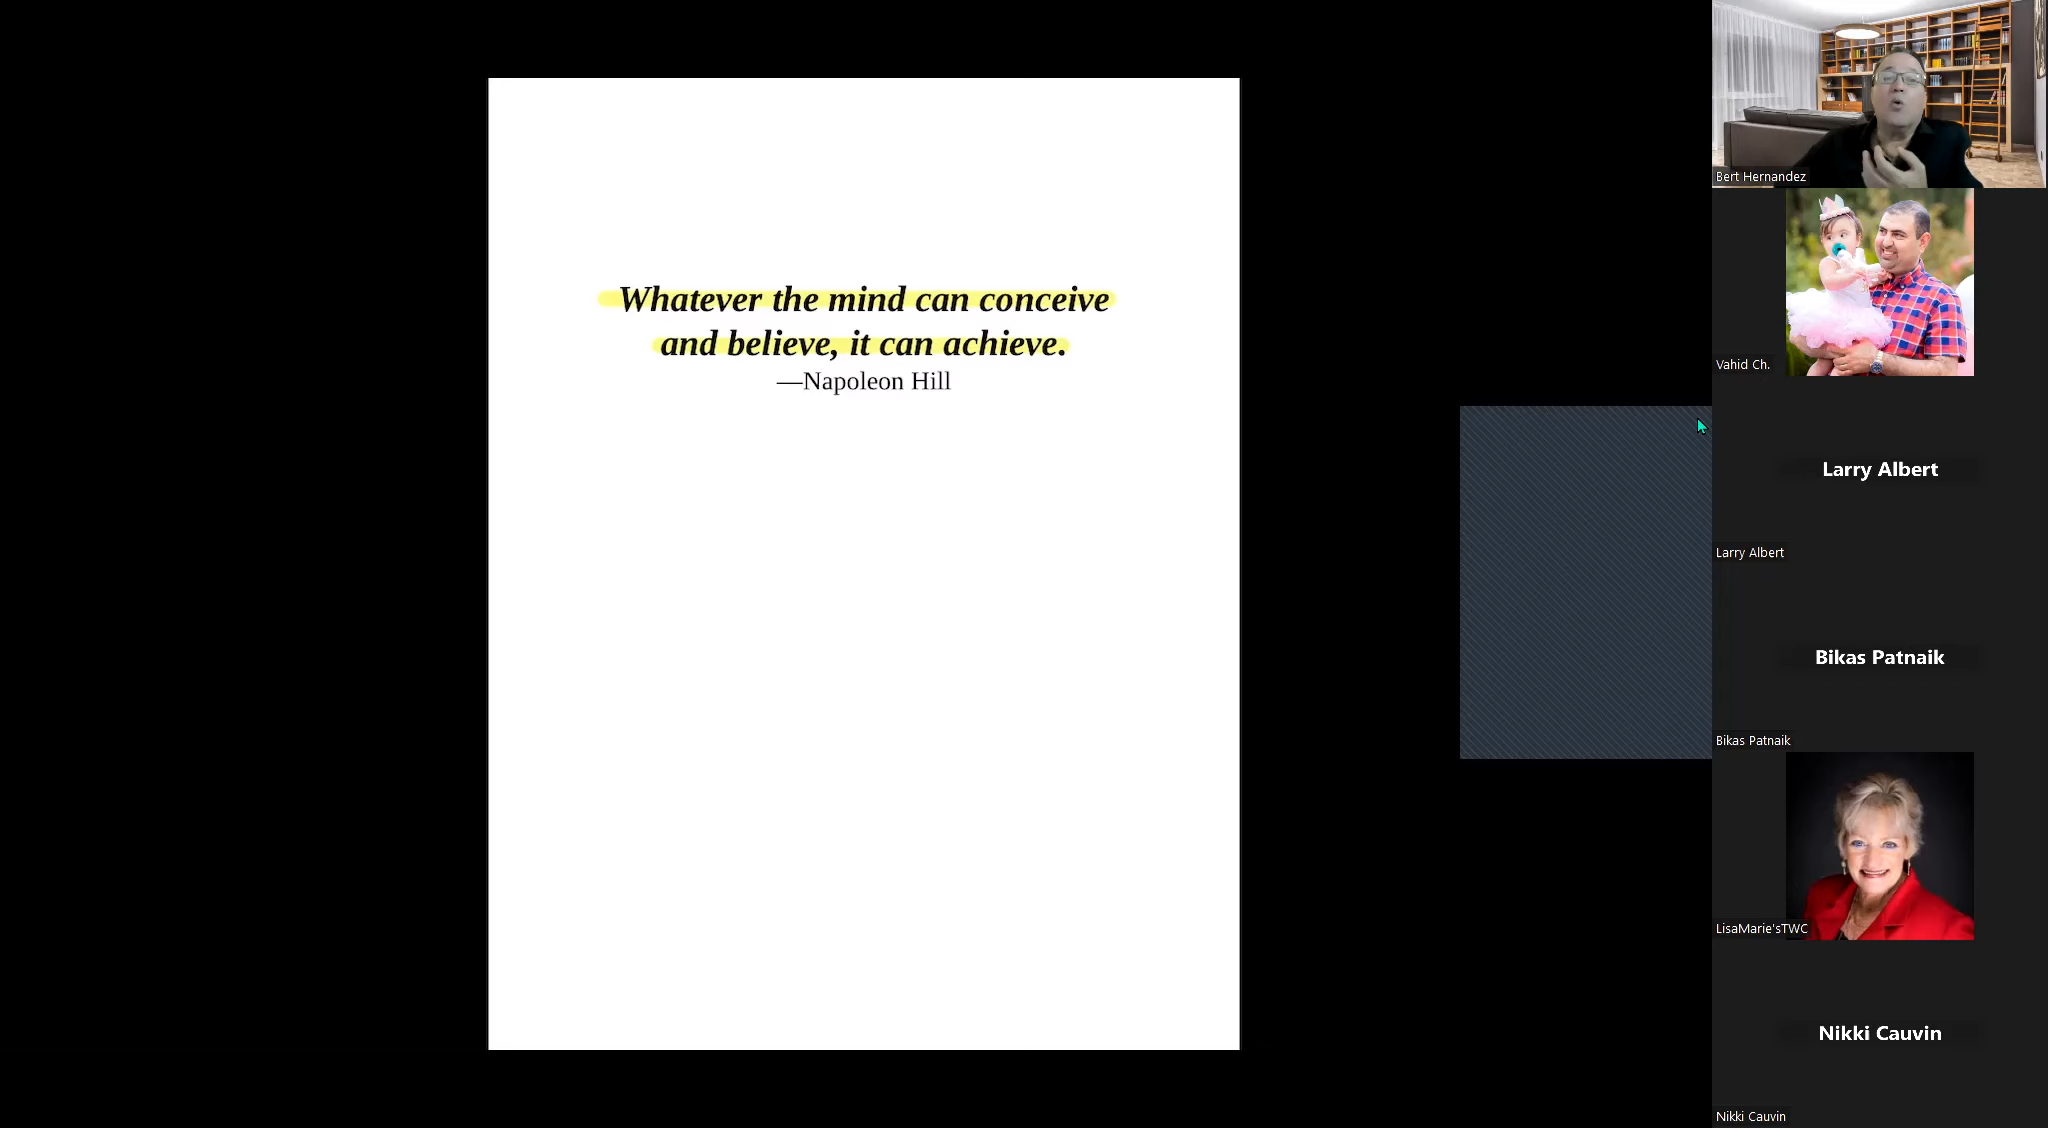 Whatever the mind can conceive
and believe, it can achieve.
—Napoleon Hill
Bert Hernandez
Vahid Ch.
Larry Albert
Larry Albert
Bikas Patnaik
Bikas Patnaik
LisaMarie'sTWC
Nikki Cauvin
Nikki Cauvin